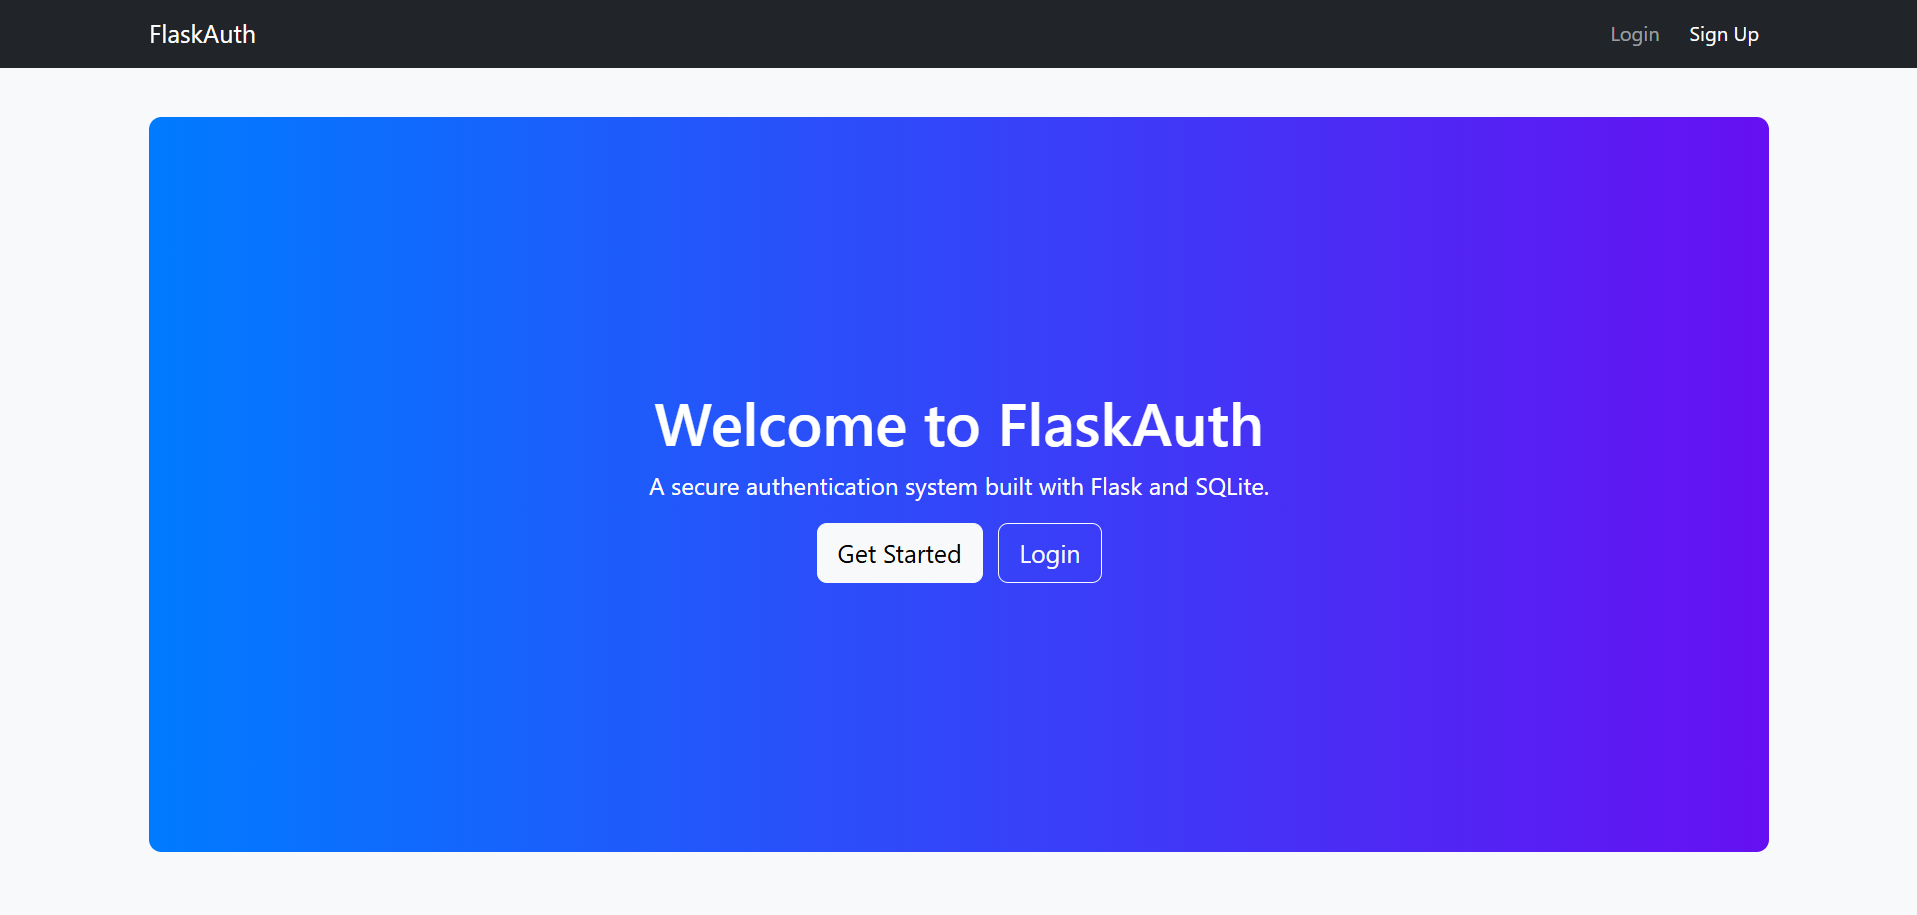 FlaskAuth
Login
Sign Up
Welcome to FlaskAuth
A secure authentication system built with Flask and SQLite.
Get Started
Login